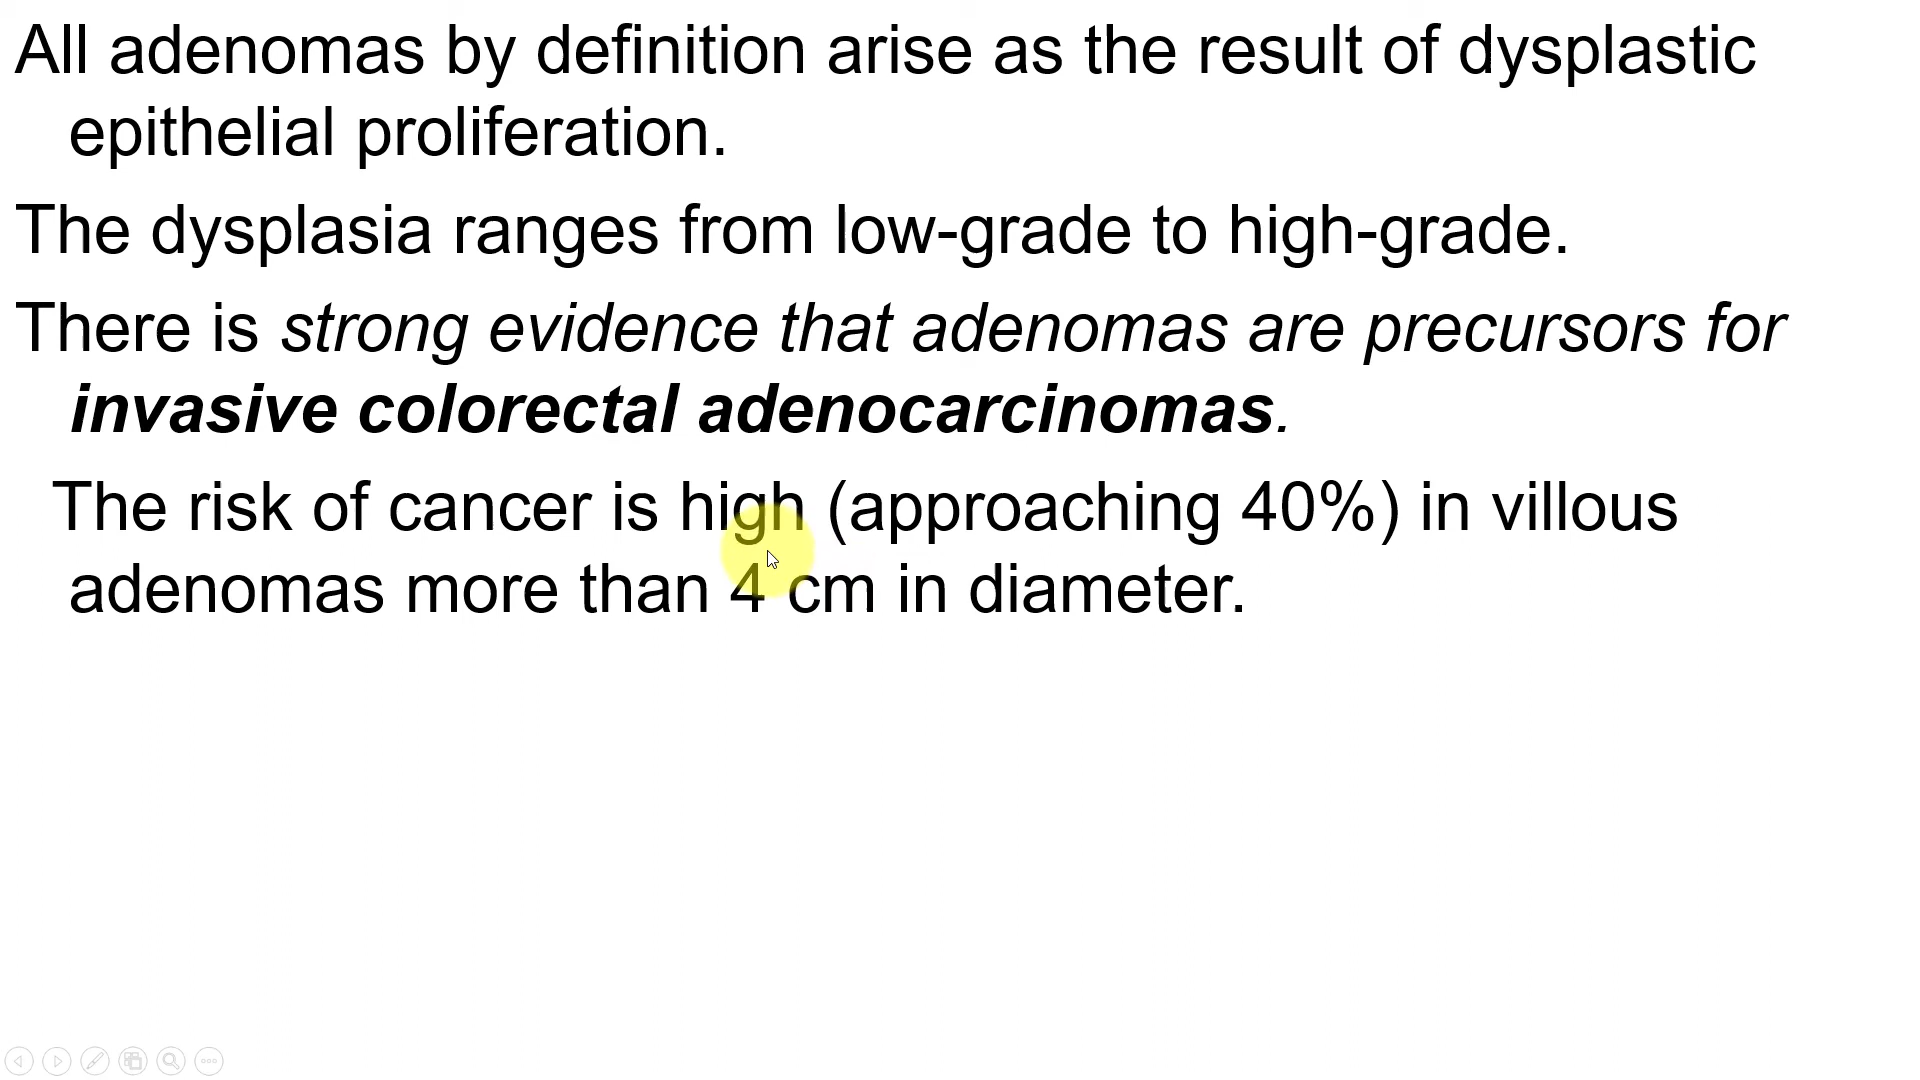 All adenomas by definition arise as the result of dysplastic
epithelial proliferation.
The dysplasia ranges from low-grade to high-grade.
There is strong evidence that adenomas are precursors for
invasive colorectal adenocarcinomas.
The risk of cancer is high (approaching 40%) in villous
adenomas more than 4 cm in diameter.